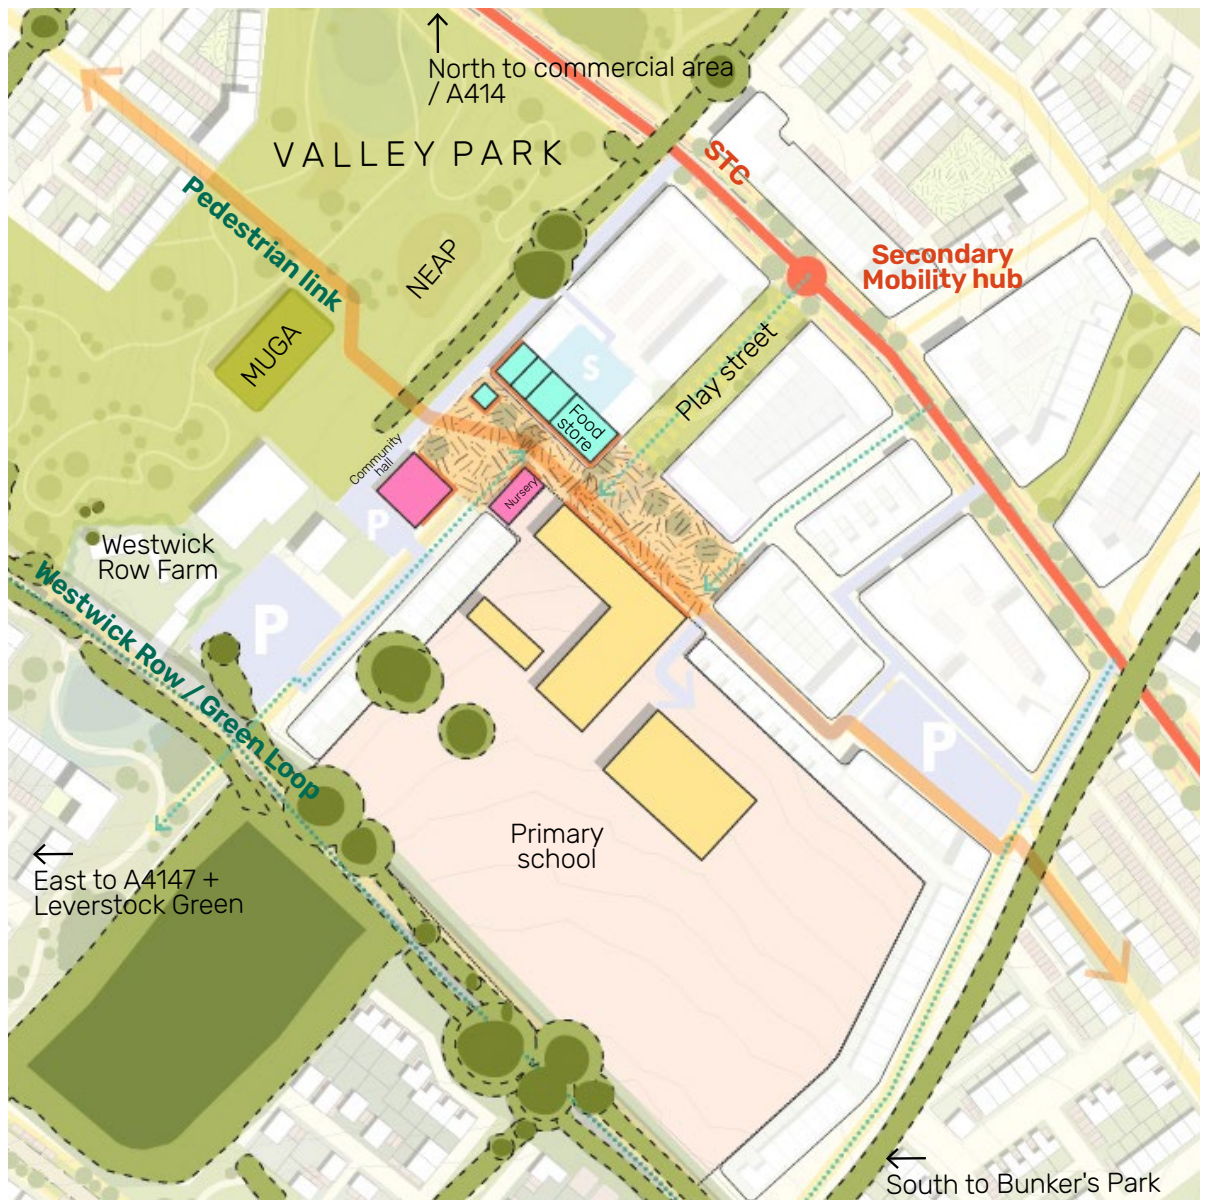 North to commercial area
/ A414
VALLEY PARK
STC
Pedestrian link
NEAP
Secondary
Mobility hub
MUGA
S
Play street
Food
store
Community
hall
Nursery
P
Westwick
Row Farm
P
Westwick Row / Green Loop
P
Primary
school
East to A4147 +
Leverstock Green
South to Bunker's Park